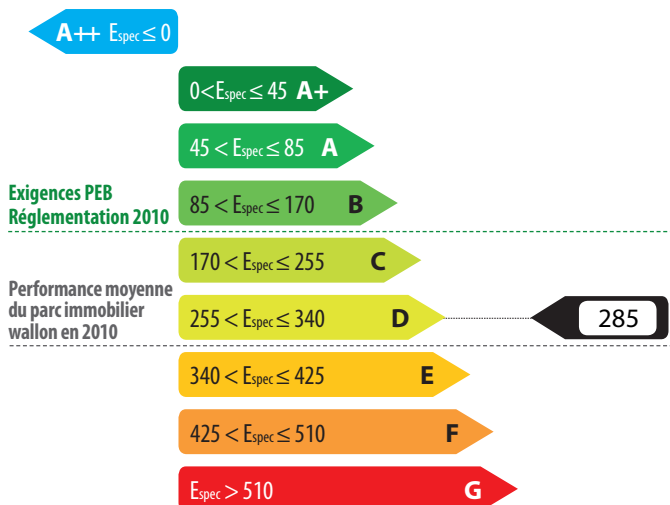 A++ Espec ≤ 0
0 < Espec ≤ 45 A+
45 < Espec ≤ 85 A
Exigences PEB
Réglementation 2010
85 < Espec ≤ 170 B
170 < Espec ≤ 255 C
Performance moyenne
du parc immobilier
wallon en 2010
255 < Espec ≤ 340 D
285
340 < Espec ≤ 425 E
425 < Espec ≤ 510 F
Espec > 510 G